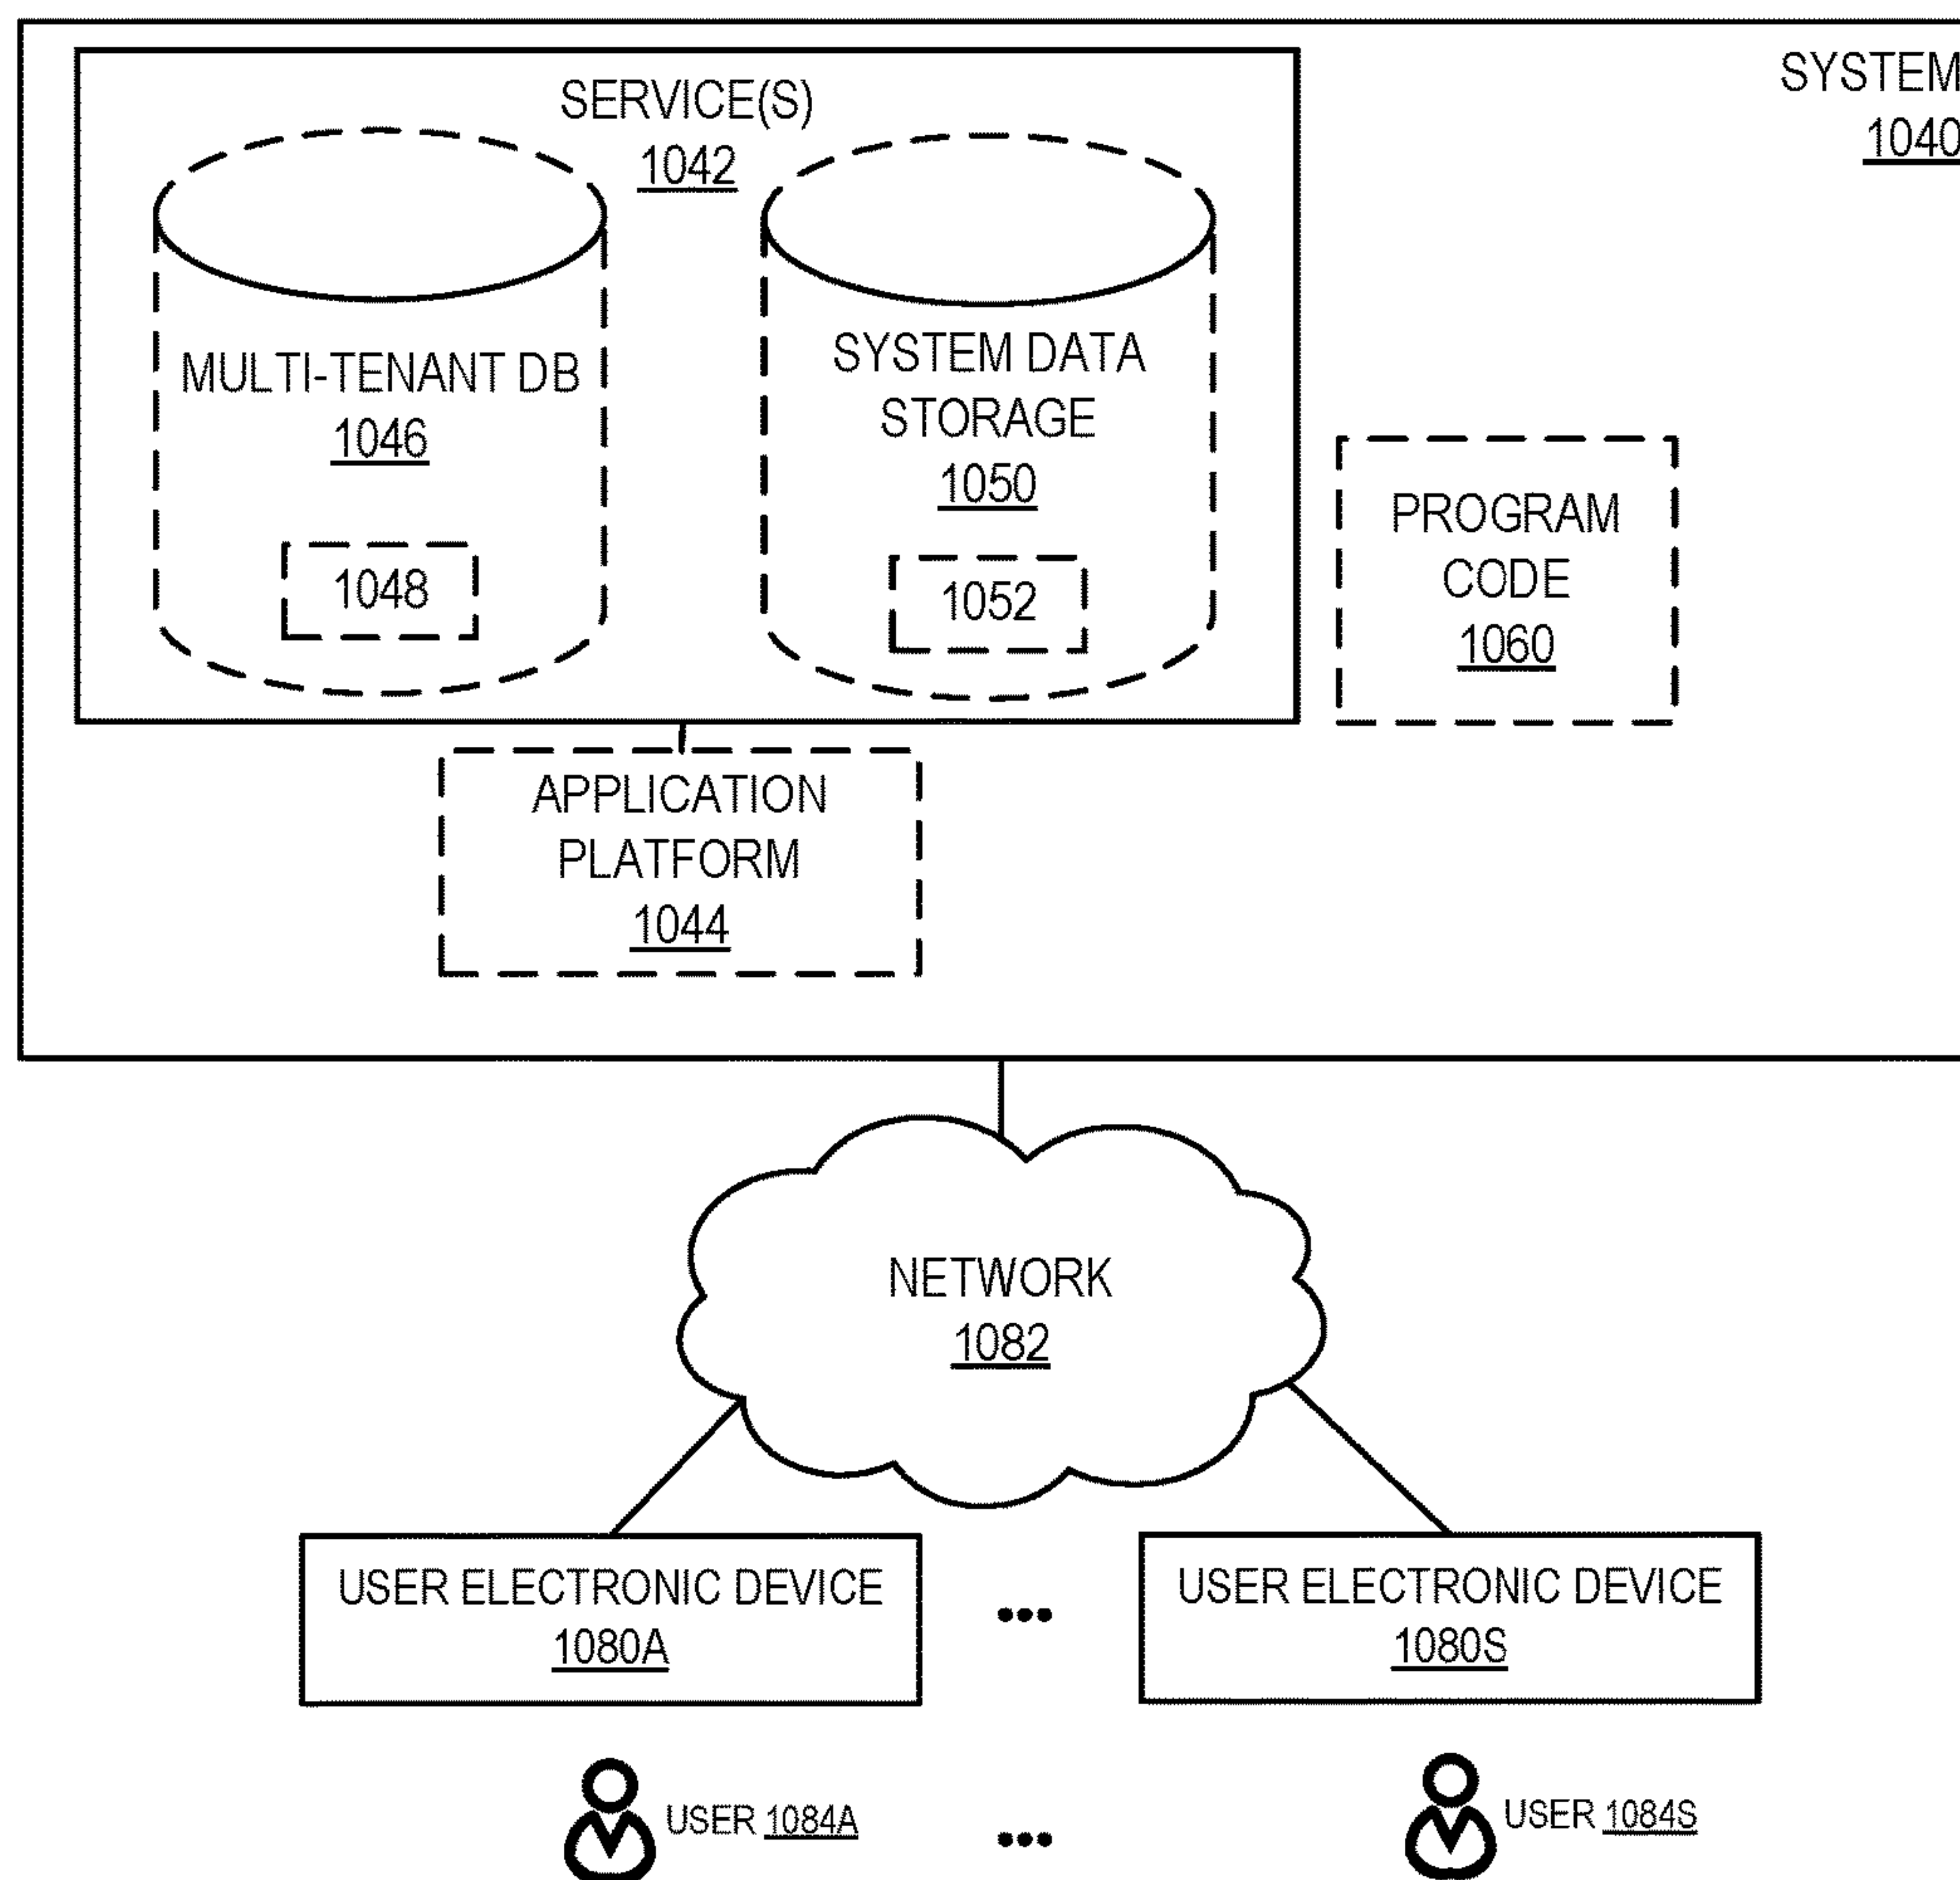 SERVICE(S)
1042
SYSTEM
1040
MULTI-TENANT DB
1046
1048
SYSTEM DATA
STORAGE
1050
1052
PROGRAM
CODE
1060
APPLICATION
PLATFORM
1044
NETWORK
1082
USER ELECTRONIC DEVICE
1080A
•••
USER ELECTRONIC DEVICE
1080S
USER 1084A
•••
USER 1084S